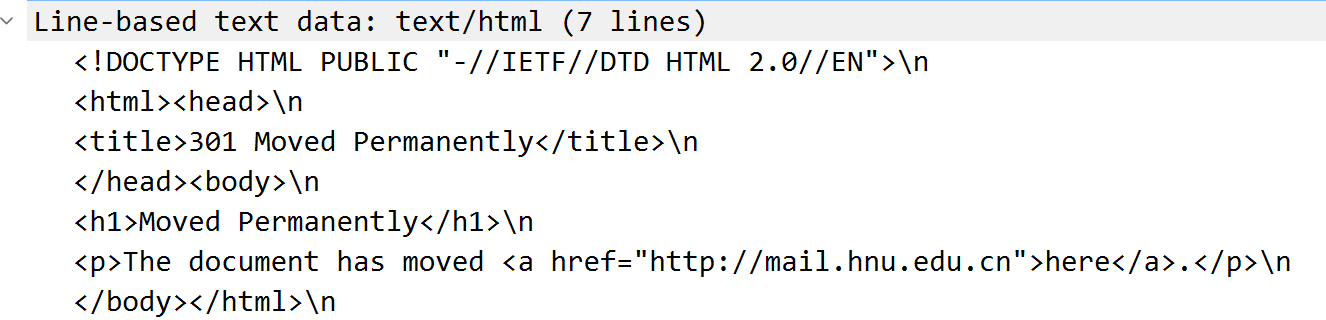 Line-based text data: text/html (7 lines)
<!DOCTYPE HTML PUBLIC "-//IETF//DTD HTML 2.0//EN">\n
<html><head>\n
<title>301 Moved Permanently</title>\n
</head><body>\n
<h1>Moved Permanently</h1>\n
<p>The document has moved <a href="http://mail.hnu.edu.cn">here</a>.</p>\n
</body></html>\n